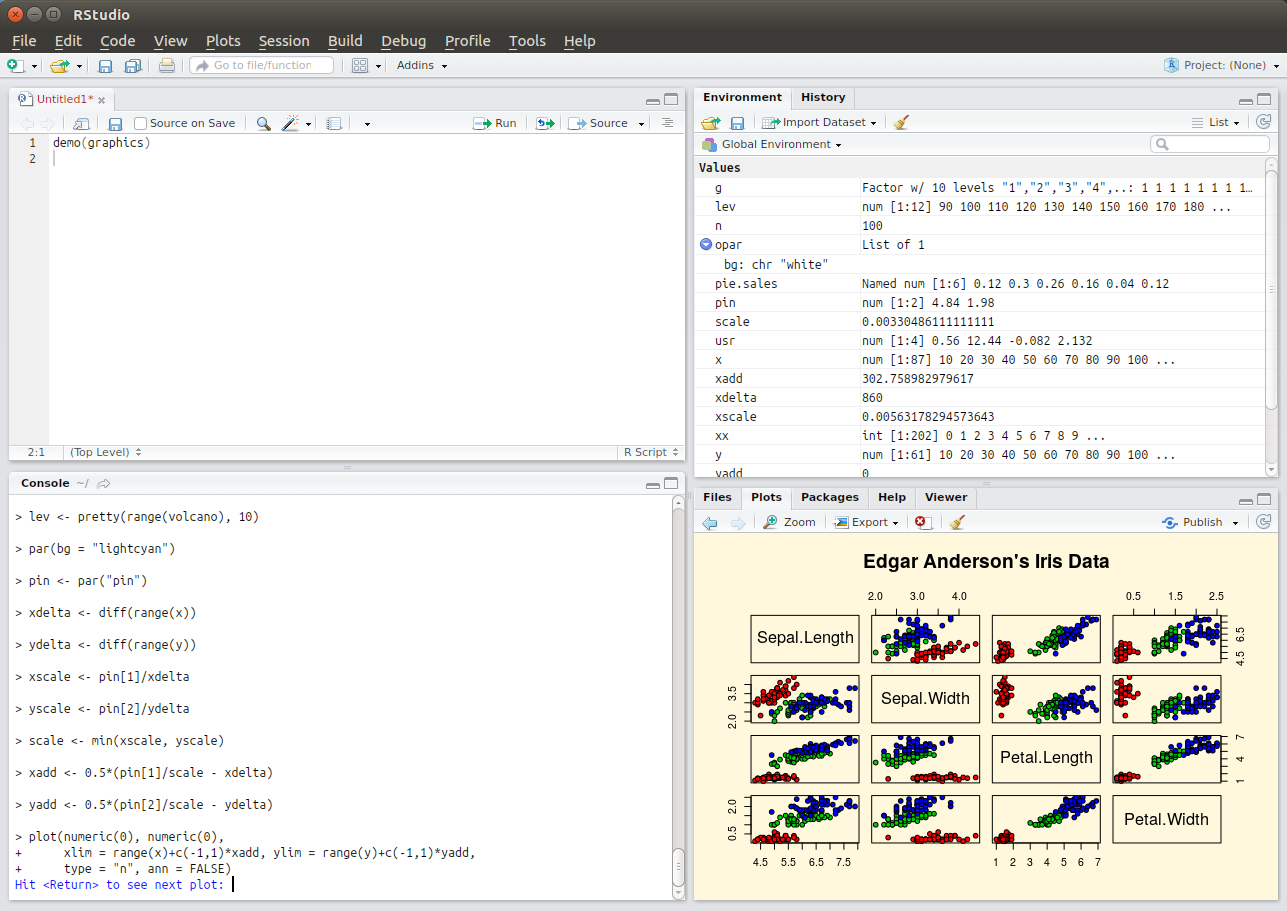 RStudio
File Edit Code View Plots Session Build Debug Profile Tools Help
Go to file/function Addins Project: (None)
Untitled1*
Source on Save Run Source
1 demo(graphics)
2
2:1 (Top Level) R Script
Console ~/
> lev <- pretty(range(volcano), 10)
> par(bg = "lightcyan")
> pin <- par("pin")
> xdelta <- diff(range(x))
> ydelta <- diff(range(y))
> xscale <- pin[1]/xdelta
> yscale <- pin[2]/ydelta
> scale <- min(xscale, yscale)
> xadd <- 0.5*(pin[1]/scale - xdelta)
> yadd <- 0.5*(pin[2]/scale - ydelta)
> plot(numeric(0), numeric(0),
+      xlim = range(x)+c(-1,1)*xadd, ylim = range(y)+c(-1,1)*yadd,
+      type = "n", ann = FALSE)
Hit <Return> to see next plot:
Environment History
Import Dataset List
Global Environment
Values
g Factor w/ 10 levels "1","2","3","4",..: 1 1 1 1 1 1 1 1…
lev num [1:12] 90 100 110 120 130 140 150 160 170 180 ...
n 100
opar List of 1
bg: chr "white"
pie.sales Named num [1:6] 0.12 0.3 0.26 0.16 0.04 0.12
pin num [1:2] 4.84 1.98
scale 0.00330486111111111
usr num [1:4] 0.56 12.44 -0.082 2.132
x num [1:87] 10 20 30 40 50 60 70 80 90 100 ...
xadd 302.758982979617
xdelta 860
xscale 0.00563178294573643
xx int [1:202] 0 1 2 3 4 5 6 7 8 9 ...
y num [1:61] 10 20 30 40 50 60 70 80 90 100 ...
yadd 0
Files Plots Packages Help Viewer
Zoom Export Publish
Edgar Anderson's Iris Data
2.0 3.0 4.0 0.5 1.5 2.5
Sepal.Length
4.5 6.5
2.0 3.5
Sepal.Width
Petal.Length
1 4 7
0.5 2.0
Petal.Width
4.5 5.5 6.5 7.5 1 2 3 4 5 6 7